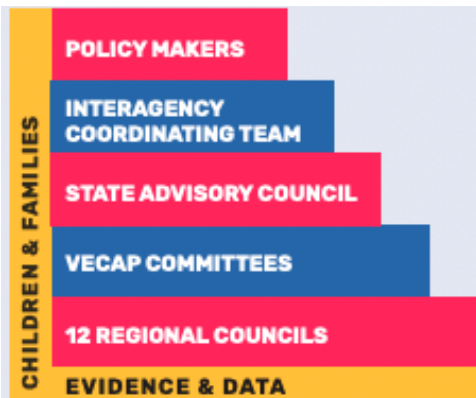 POLICY MAKERS
INTERAGENCY
COORDINATING TEAM
STATE ADVISORY COUNCIL
VECAP COMMITTEES
12 REGIONAL COUNCILS
EVIDENCE & DATA
CHILDREN & FAMILIES